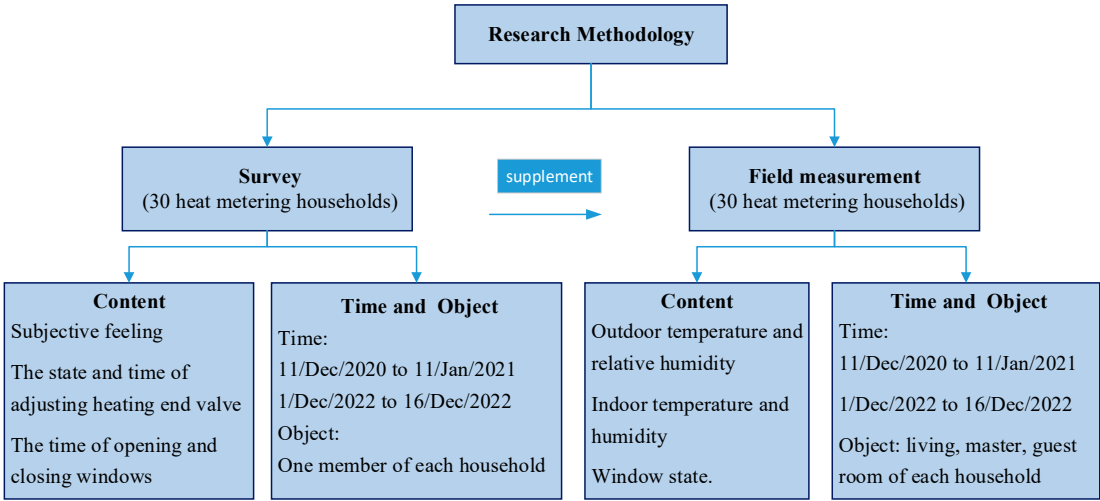 Research Methodology
Survey
(30 heat metering households)
supplement
Field measurement
(30 heat metering households)
Content
Subjective feeling
The state and time of
adjusting heating end valve
The time of opening and
closing windows
Time and Object
Time:
11/Dec/2020 to 11/Jan/2021
1/Dec/2022 to 16/Dec/2022
Object:
One member of each household
Content
Outdoor temperature and
relative humidity
Indoor temperature and
humidity
Window state.
Time and Object
Time:
11/Dec/2020 to 11/Jan/2021
1/Dec/2022 to 16/Dec/2022
Object: living, master, guest
room of each household